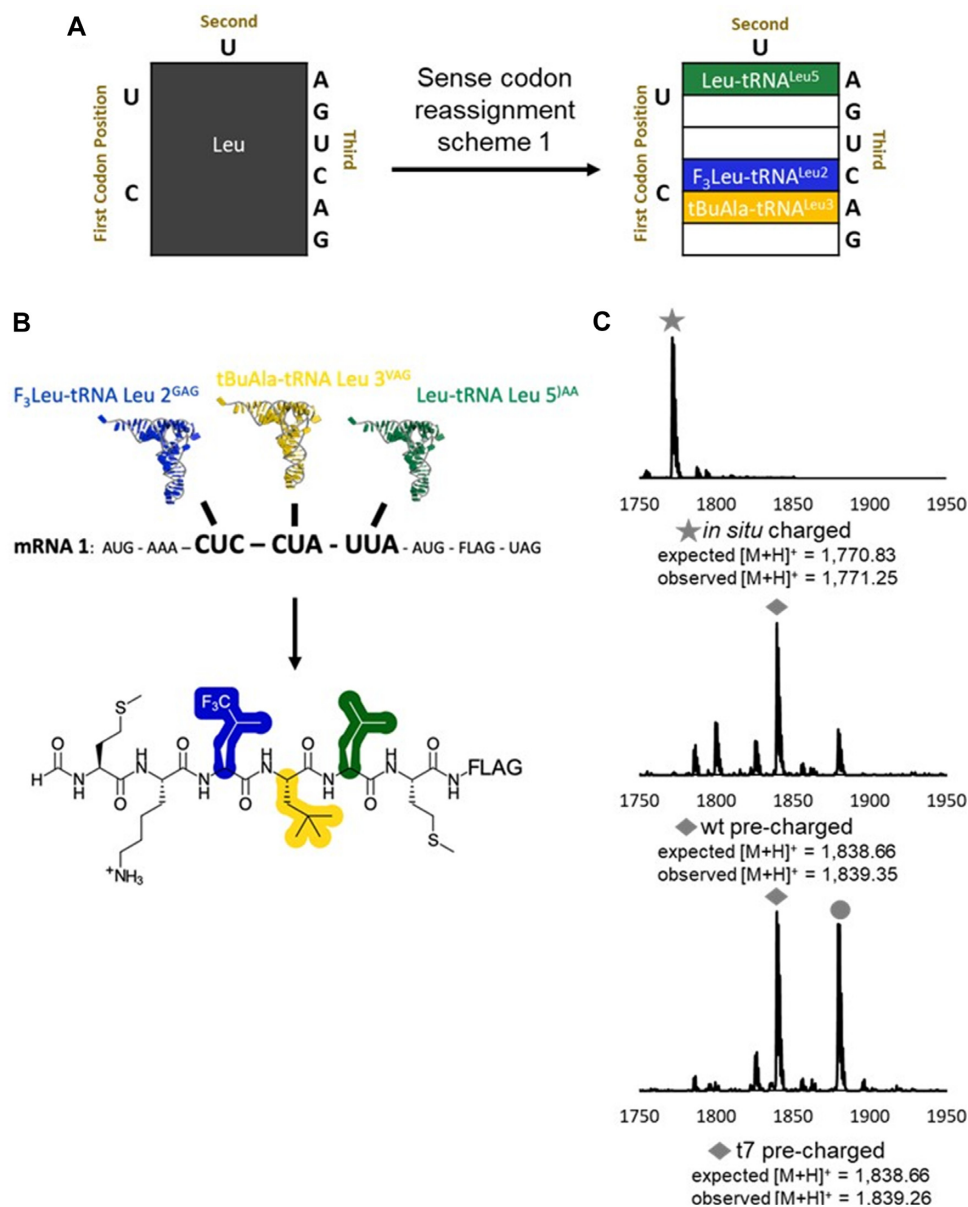 A
Second
U
First Codon Position
U
C
Leu
A
G
U
C
A
G
Third
Sense codon
reassignment
scheme 1
Second
U
First Codon Position
U
C
Leu-tRNALeu5
F3Leu-tRNALeu2
tBuAla-tRNALeu3
A
G
U
C
A
G
Third
B
F3Leu-tRNA Leu 2GAG
tBuAla-tRNA Leu 3VAG
Leu-tRNA Leu 5)AA
mRNA 1: AUG - AAA – CUC – CUA - UUA - AUG - FLAG - UAG
F3C
S
O
H
N
H
O
H
N
O
N
H
O
H
N
O
N
H
O
H
N
O
N
H
FLAG
S
+NH3
C
1750 1800 1850 1900 1950
in situ charged
expected [M+H]+ = 1,770.83
observed [M+H]+ = 1,771.25
1750 1800 1850 1900 1950
wt pre-charged
expected [M+H]+ = 1,838.66
observed [M+H]+ = 1,839.35
1750 1800 1850 1900 1950
t7 pre-charged
expected [M+H]+ = 1,838.66
observed [M+H]+ = 1,839.26